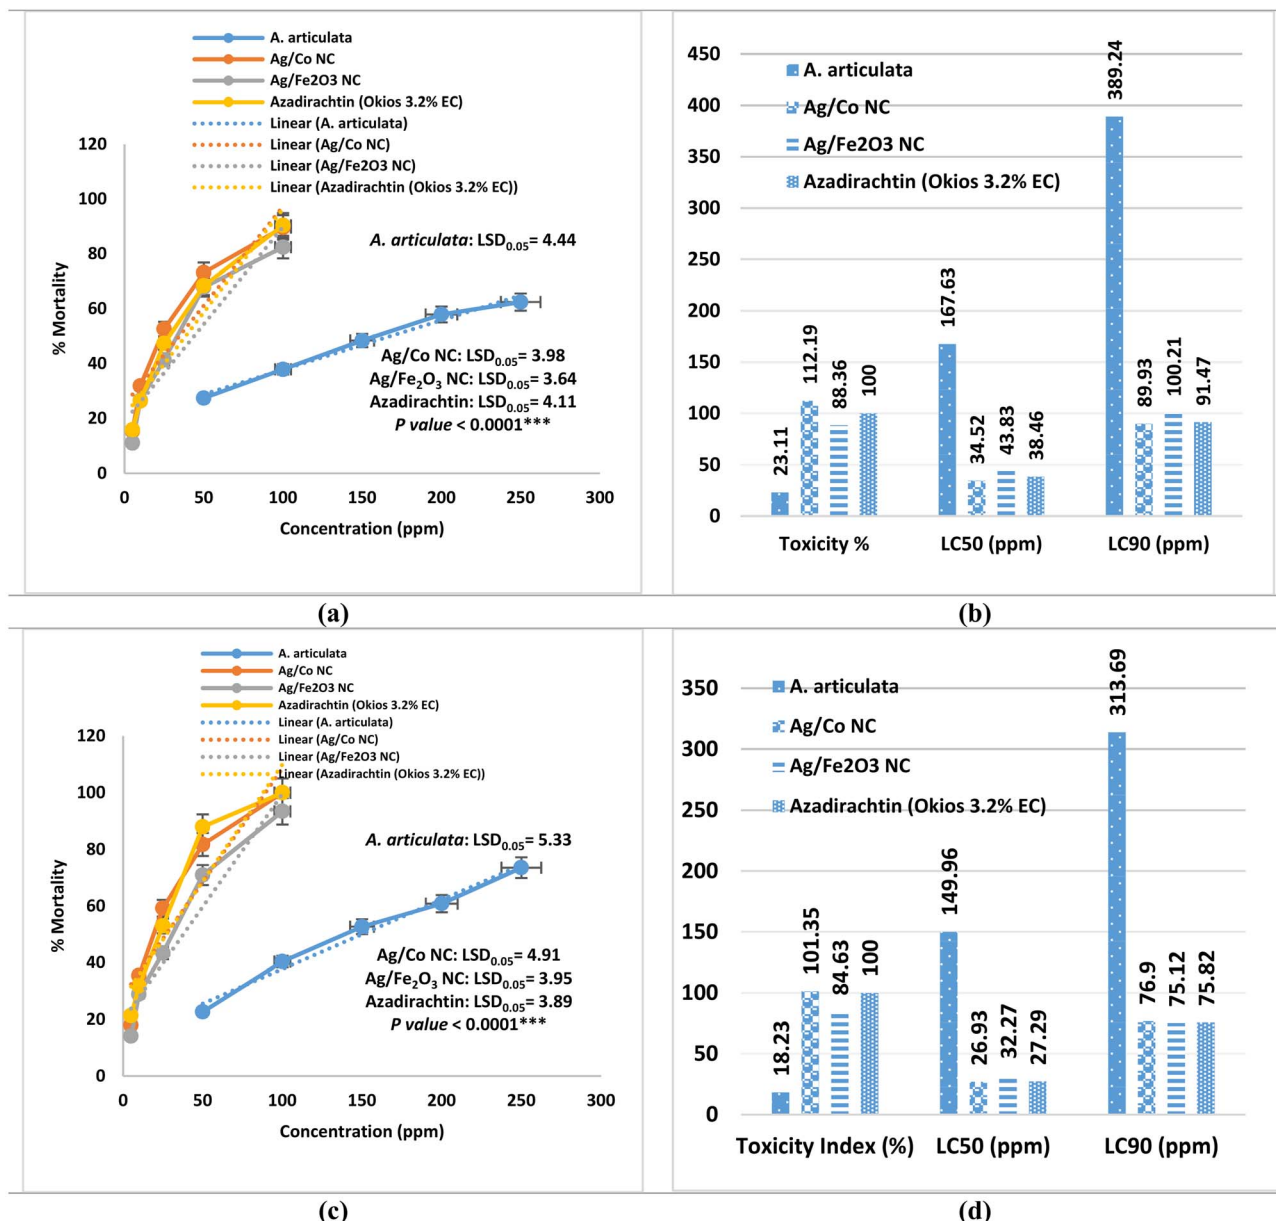 A. articulata
Ag/Co NC
Ag/Fe2O3 NC
Azadirachtin (Okios 3.2% EC)
Linear (A. articulata)
Linear (Ag/Co NC)
Linear (Ag/Fe2O3 NC)
Linear (Azadirachtin (Okios 3.2% EC))
120
100
80
60
40
20
0
% Mortality
A. articulata: LSD0.05= 4.44
Ag/Co NC: LSD0.05= 3.98
Ag/Fe2O3 NC: LSD0.05= 3.64
Azadirachtin: LSD0.05= 4.11
P value < 0.0001***
0 50 100 150 200 250 300
Concentration (ppm)
(a)
450
400
350
300
250
200
150
100
50
0
A. articulata
Ag/Co NC
Ag/Fe2O3 NC
Azadirachtin (Okios 3.2% EC)
23.11
112.19
88.36
100
167.63
34.52
43.83
38.46
389.24
89.93
100.21
91.47
Toxicity % LC50 (ppm) LC90 (ppm)
(b)
A. articulata
Ag/Co NC
Ag/Fe2O3 NC
Azadirachtin (Okios 3.2% EC)
Linear (A. articulata)
Linear (Ag/Co NC)
Linear (Ag/Fe2O3 NC)
Linear (Azadirachtin (Okios 3.2% EC))
120
100
80
60
40
20
0
% Mortality
A. articulata: LSD0.05= 5.33
Ag/Co NC: LSD0.05= 4.91
Ag/Fe2O3 NC: LSD0.05= 3.95
Azadirachtin: LSD0.05= 3.89
P value < 0.0001***
0 50 100 150 200 250 300
Concentration (ppm)
(c)
350
300
250
200
150
100
50
0
A. articulata
Ag/Co NC
Ag/Fe2O3 NC
Azadirachtin (Okios 3.2% EC)
18.23
101.35
84.63
100
149.96
26.93
32.27
27.29
313.69
76.9
75.12
75.82
Toxicity Index (%) LC50 (ppm) LC90 (ppm)
(d)